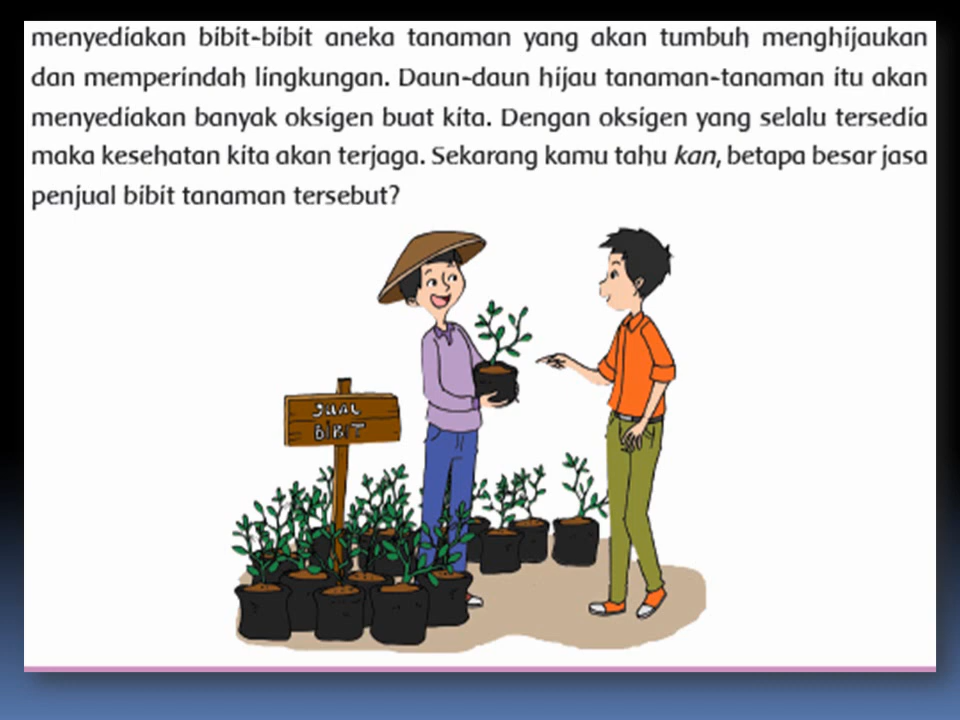 menyediakan bibit-bibit aneka tanaman yang akan tumbuh menghijaukan
dan memperindah lingkungan. Daun-daun hijau tanaman-tanaman itu akan
menyediakan banyak oksigen buat kita. Dengan oksigen yang selalu tersedia
maka kesehatan kita akan terjaga. Sekarang kamu tahu kan, betapa besar jasa
penjual bibit tanaman tersebut?
JUAL
BIBIT